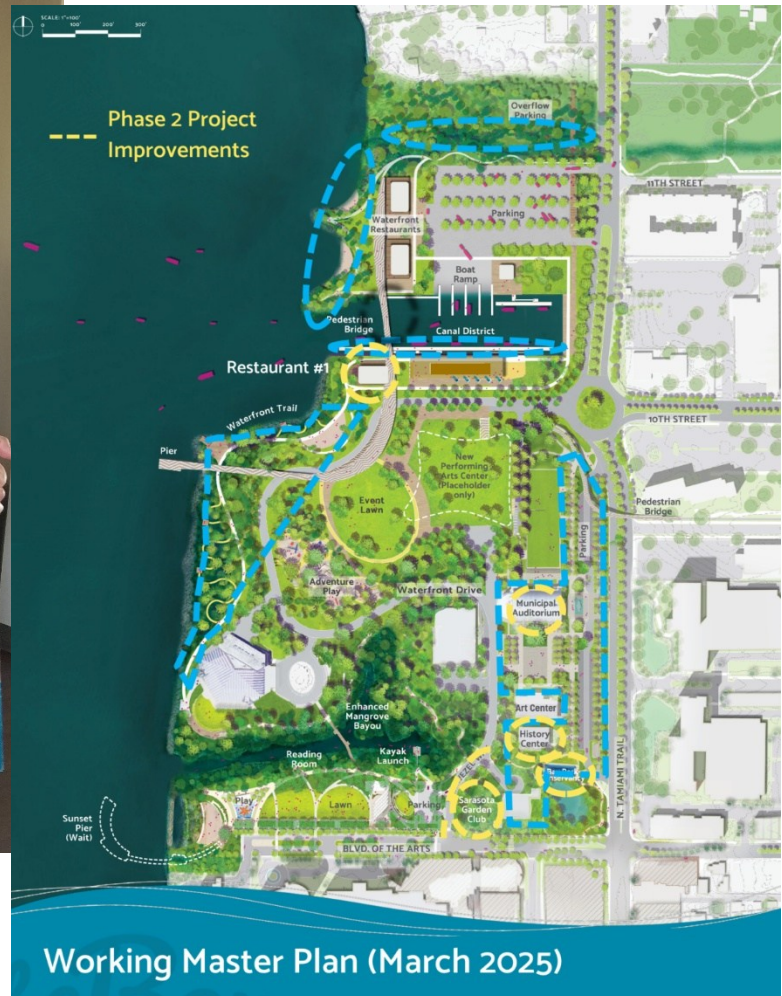 SCALE: 1"=100'
0 100' 200' 300'
Phase 2 Project
Improvements
Overflow
Parking
11TH STREET
Waterfront
Restaurants
Parking
Boat
Ramp
Pedestrian
Bridge
Canal District
Restaurant #1
Waterfront Trail
10TH STREET
Pier
New
Performing
Arts Center
(Placeholder
only)
Event
Lawn
Parking
Pedestrian
Bridge
Adventure
Play
Waterfront Drive
Municipal
Auditorium
Art Center
Enhanced
Mangrove
Bayou
History
Center
Reading
Room
Kayak
Launch
N. TAMIAMI TRAIL
Play
Lawn
Parking
Sarasota
Garden
Club
Sunset
Pier
(Wait)
BLVD. OF THE ARTS
Working Master Plan (March 2025)